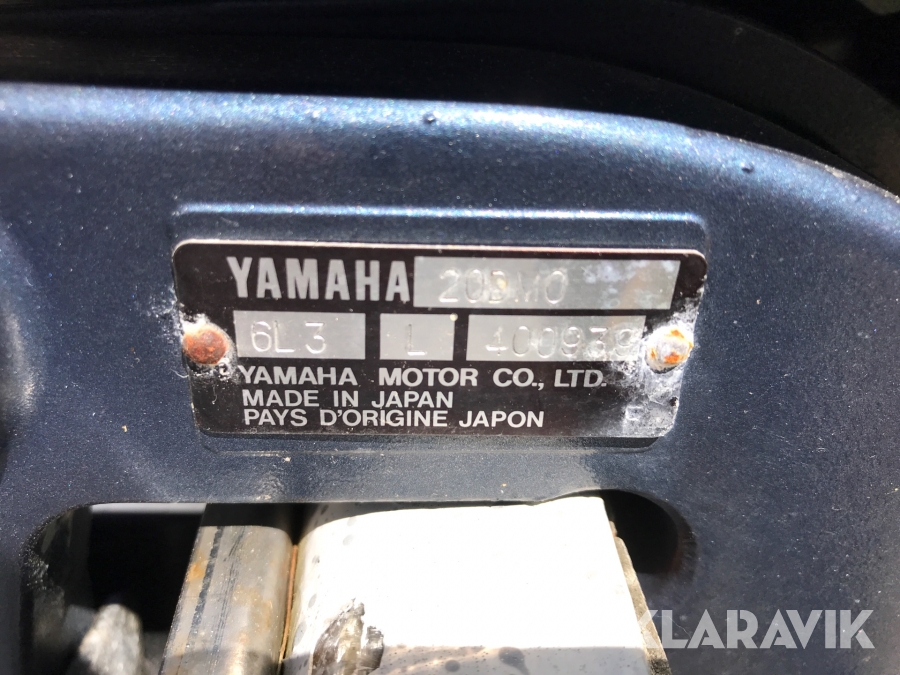 YAMAHA 20DMO
6L3 L 400939
YAMAHA MOTOR CO., LTD.
MADE IN JAPAN
PAYS D'ORIGINE JAPON
KLARAVIK